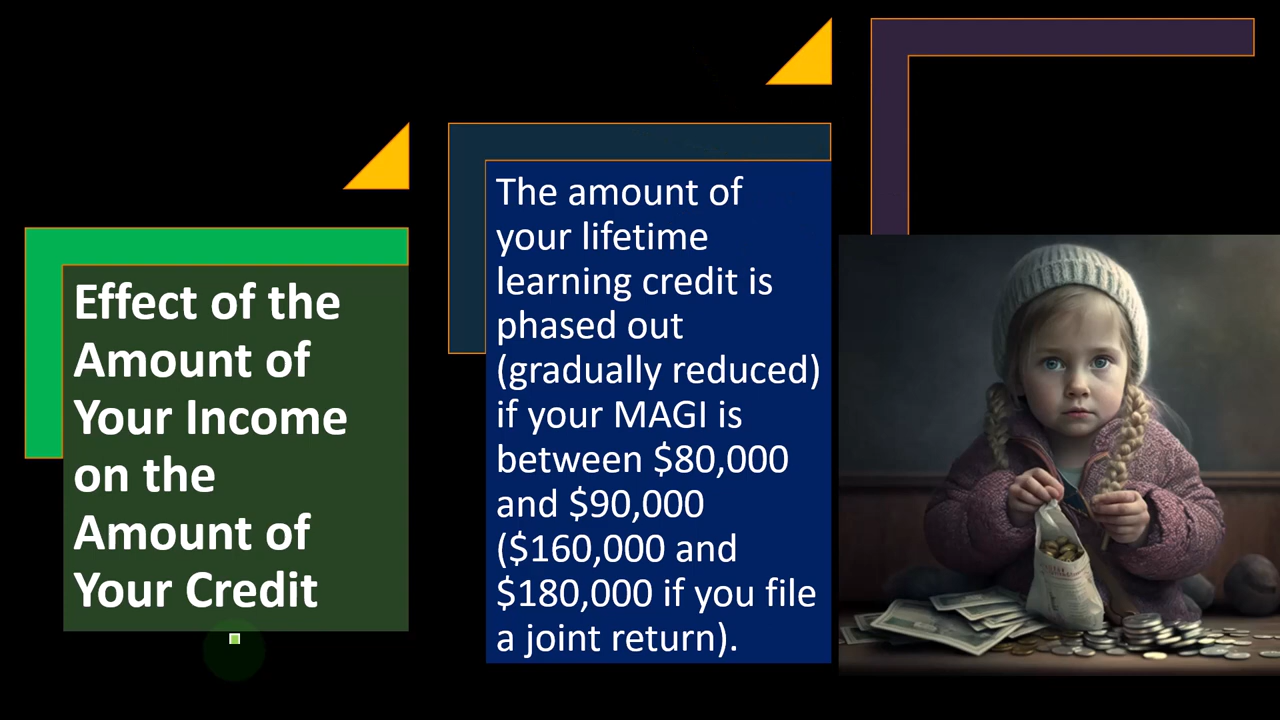 Effect of the
Amount of
Your Income
on the
Amount of
Your Credit
The amount of
your lifetime
learning credit is
phased out
(gradually reduced)
if your MAGI is
between $80,000
and $90,000
($160,000 and
$180,000 if you file
a joint return).